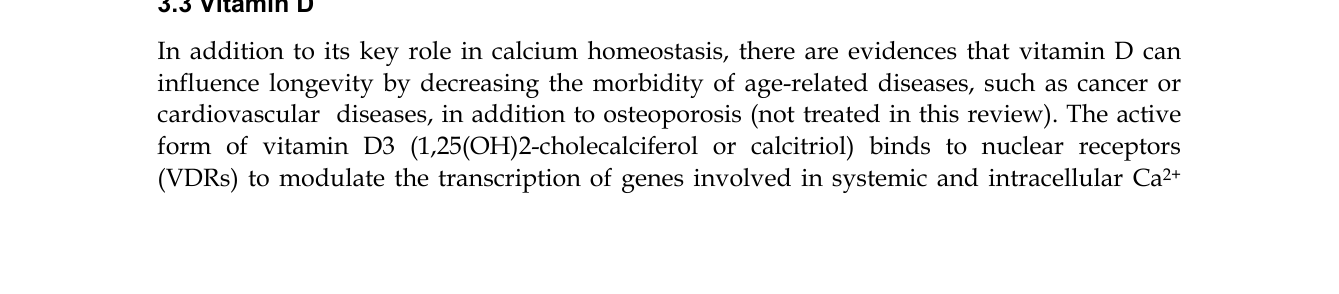 3.3 Vitamin D
In addition to its key role in calcium homeostasis, there are evidences that vitamin D can
influence longevity by decreasing the morbidity of age-related diseases, such as cancer or
cardiovascular  diseases, in addition to osteoporosis (not treated in this review). The active
form of vitamin D3 (1,25(OH)2-cholecalciferol or calcitriol) binds to nuclear receptors
(VDRs) to modulate the transcription of genes involved in systemic and intracellular Ca²⁺